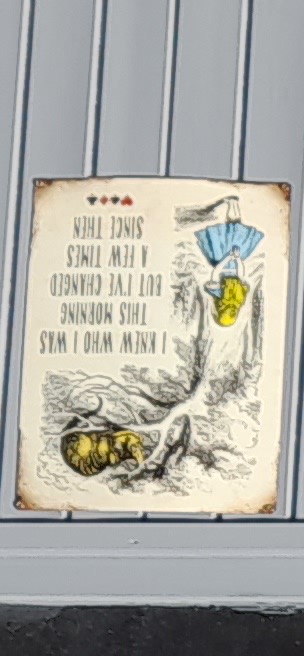 I KNEW WHO I WAS
THIS MORNING
BUT I'VE CHANGED
A FEW TIMES
SINCE THEN